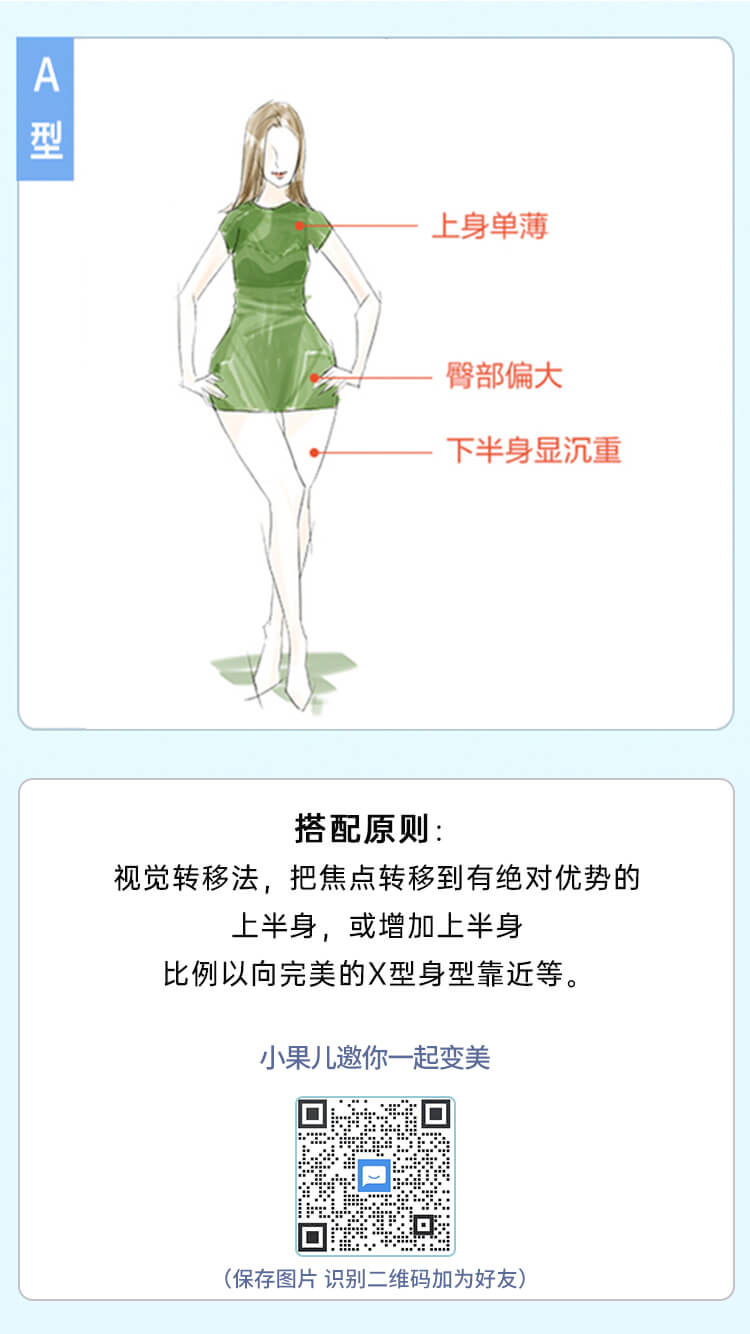 A
型
上身单薄
臀部偏大
下半身显沉重
搭配原则：
视觉转移法，把焦点转移到有绝对优势的
上半身，或增加上半身
比例以向完美的X型身型靠近等。
小果儿邀你一起变美
（保存图片 识别二维码加为好友）